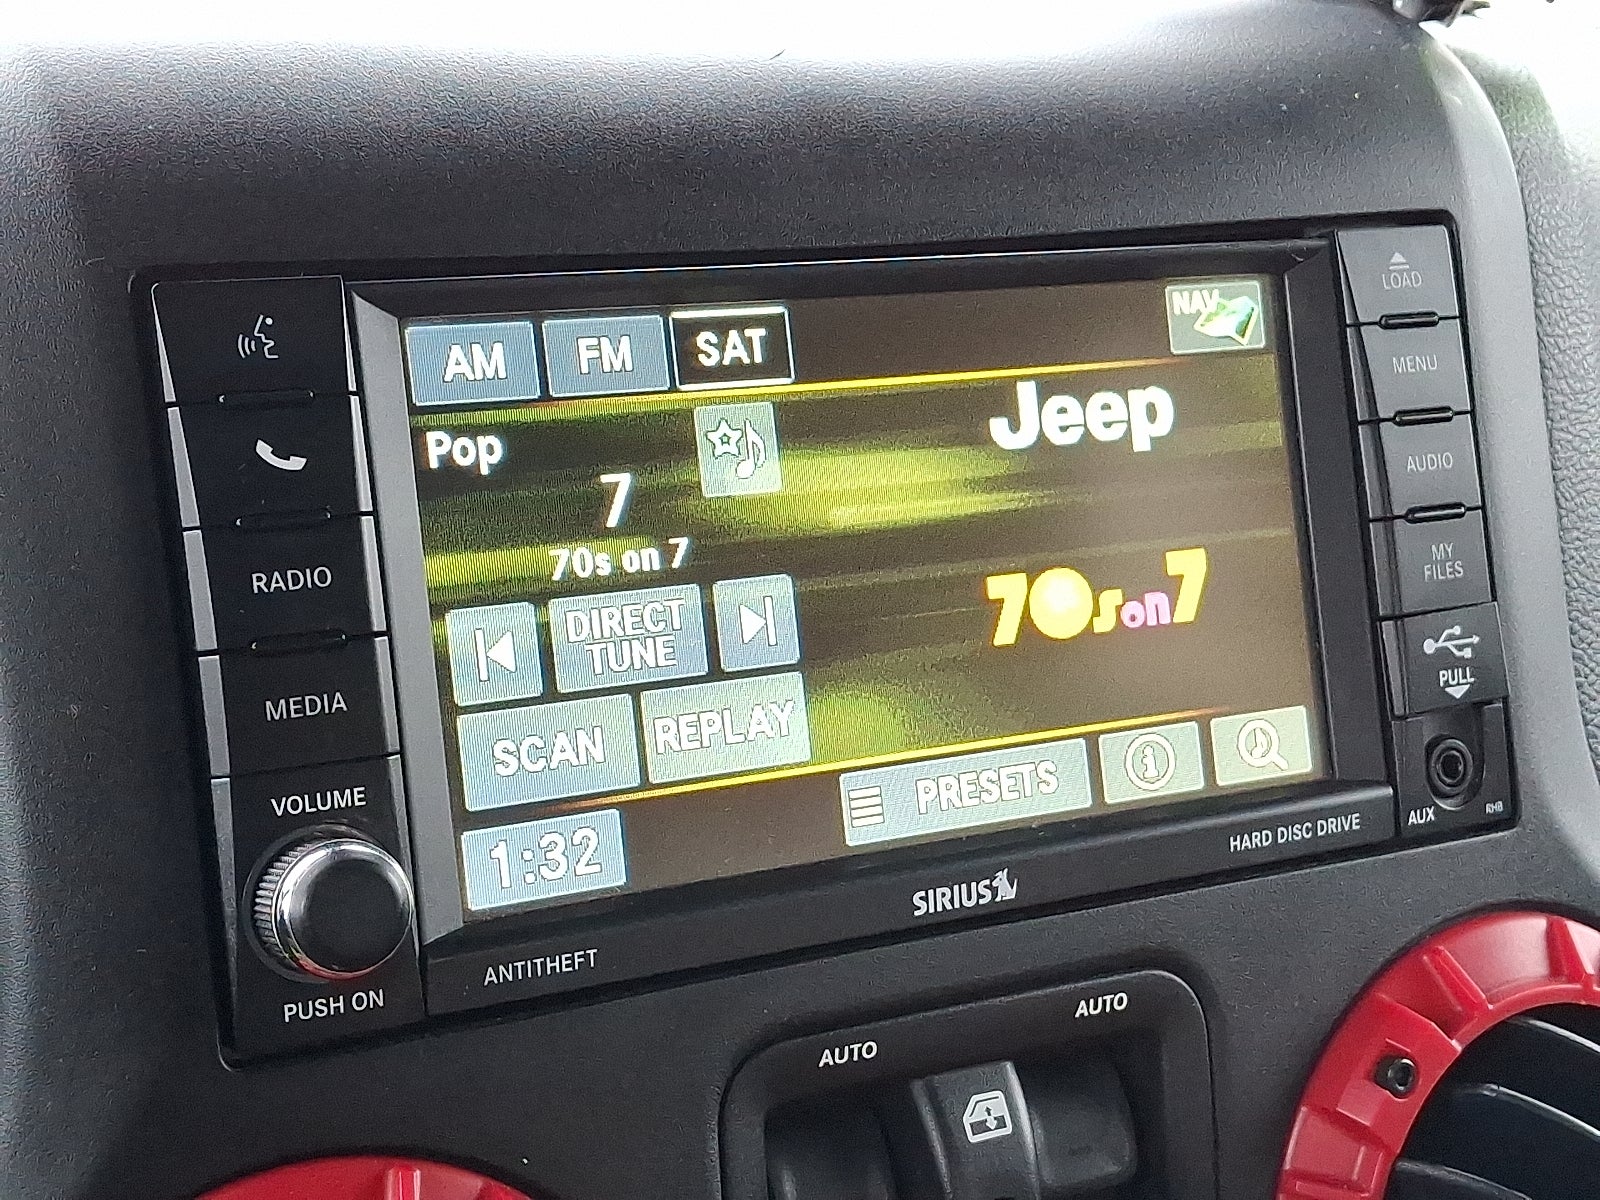 LOAD
MENU
AUDIO
MY
FILES
PULL
AUX
RHB
RADIO
MEDIA
VOLUME
PUSH ON
AM
FM
SAT
NAV
Pop
Jeep
7
70s on 7
70s on 7
DIRECT
TUNE
SCAN
REPLAY
PRESETS
1:32
HARD DISC DRIVE
SIRIUS
ANTITHEFT
AUTO
AUTO